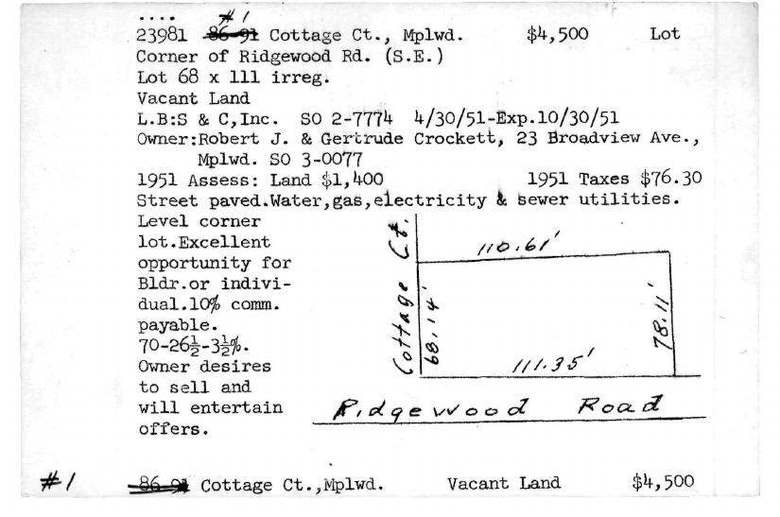 #1
23981 86-91 Cottage Ct., Mplwd. $4,500 Lot
Corner of Ridgewood Rd. (S.E.)
Lot 68 x 111 irreg.
Vacant Land
L.B:S & C,Inc. SO 2-7774 4/30/51-Exp.10/30/51
Owner:Robert J. & Gertrude Crockett, 23 Broadview Ave.,
Mplwd. SO 3-0077
1951 Assess: Land $1,400 1951 Taxes $76.30
Street paved.Water,gas,electricity & sewer utilities.
Level corner
lot.Excellent
opportunity for
Bldr.or indivi-
dual.10% comm.
payable.
70-26½-3½%.
Owner desires
to sell and
will entertain
offers.
Cottage Ct.
110.61'
68.14'
78.11'
111.35'
Ridgewood Road
#1 86-91 Cottage Ct.,Mplwd. Vacant Land $4,500